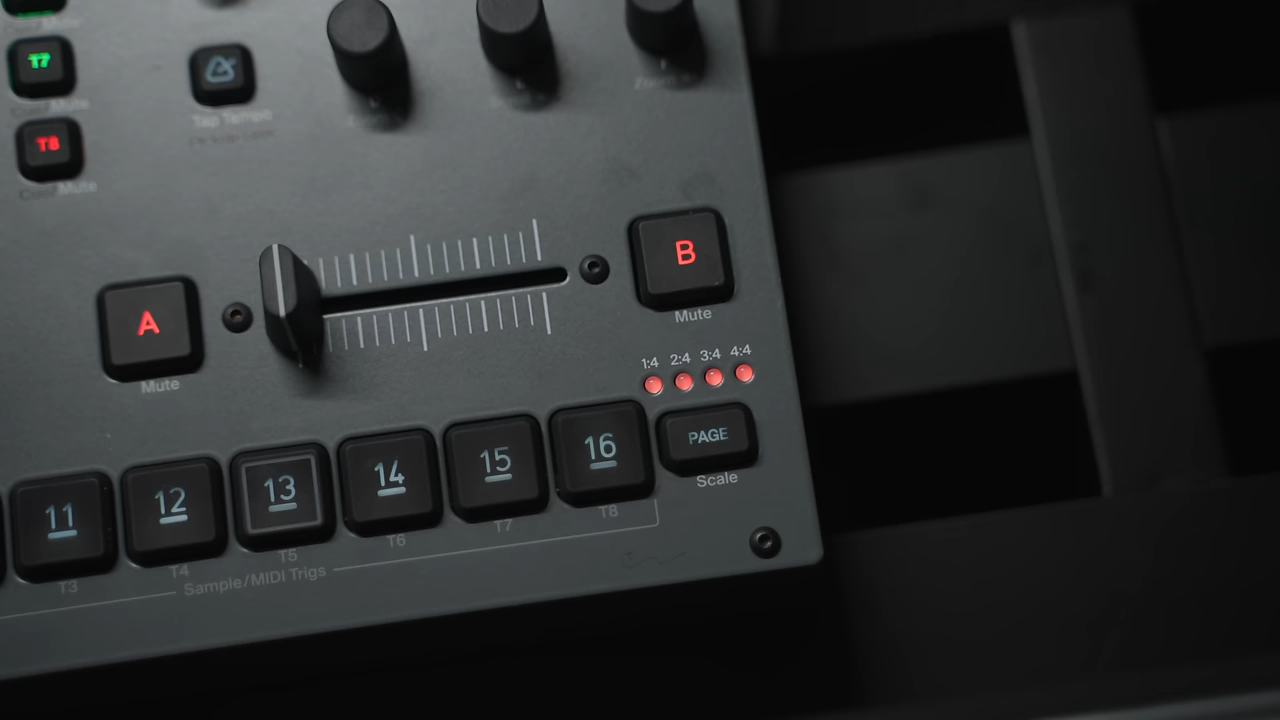 T7
Mute
Tap Tempo
T8
Mute
A
Mute
B
Mute
1:4 2:4 3:4 4:4
11 12 13 14 15 16 PAGE
Scale
T3 T4 T5 T6 T7 T8
Sample/MIDI Trigs